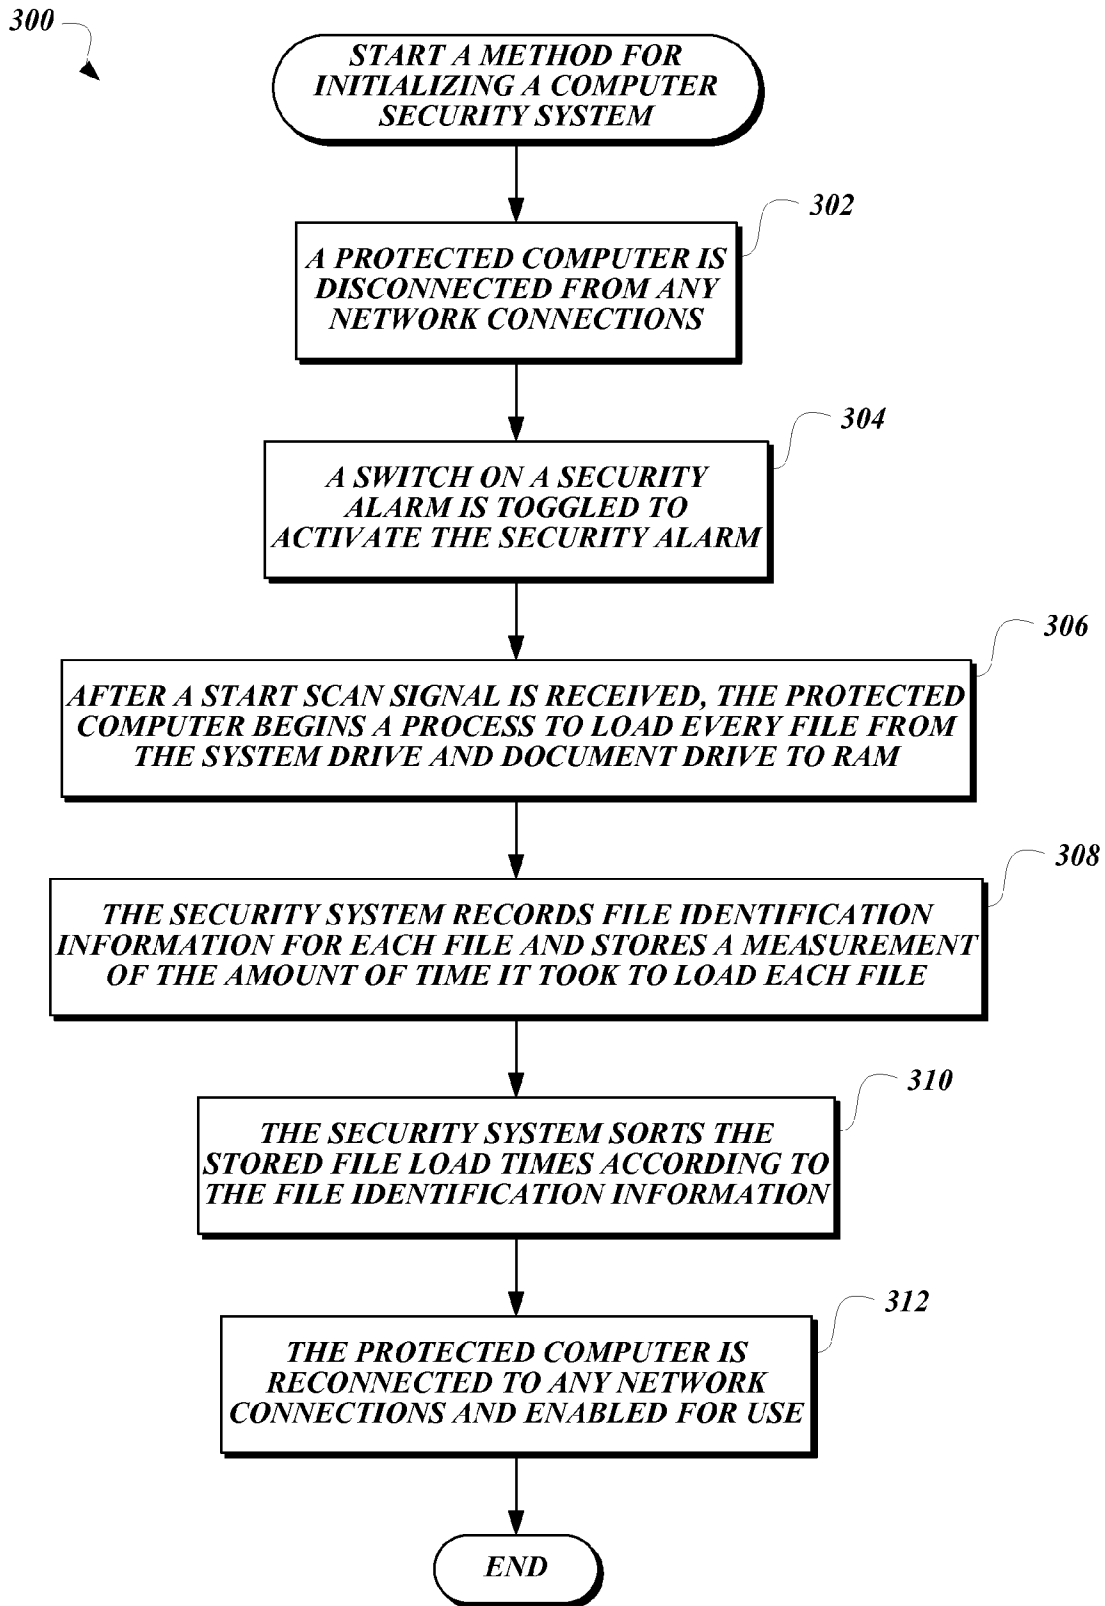 300
START A METHOD FOR
INITIALIZING A COMPUTER
SECURITY SYSTEM
302
A PROTECTED COMPUTER IS
DISCONNECTED FROM ANY
NETWORK CONNECTIONS
304
A SWITCH ON A SECURITY
ALARM IS TOGGLED TO
ACTIVATE THE SECURITY ALARM
306
AFTER A START SCAN SIGNAL IS RECEIVED, THE PROTECTED
COMPUTER BEGINS A PROCESS TO LOAD EVERY FILE FROM
THE SYSTEM DRIVE AND DOCUMENT DRIVE TO RAM
308
THE SECURITY SYSTEM RECORDS FILE IDENTIFICATION
INFORMATION FOR EACH FILE AND STORES A MEASUREMENT
OF THE AMOUNT OF TIME IT TOOK TO LOAD EACH FILE
310
THE SECURITY SYSTEM SORTS THE
STORED FILE LOAD TIMES ACCORDING TO
THE FILE IDENTIFICATION INFORMATION
312
THE PROTECTED COMPUTER IS
RECONNECTED TO ANY NETWORK
CONNECTIONS AND ENABLED FOR USE
END